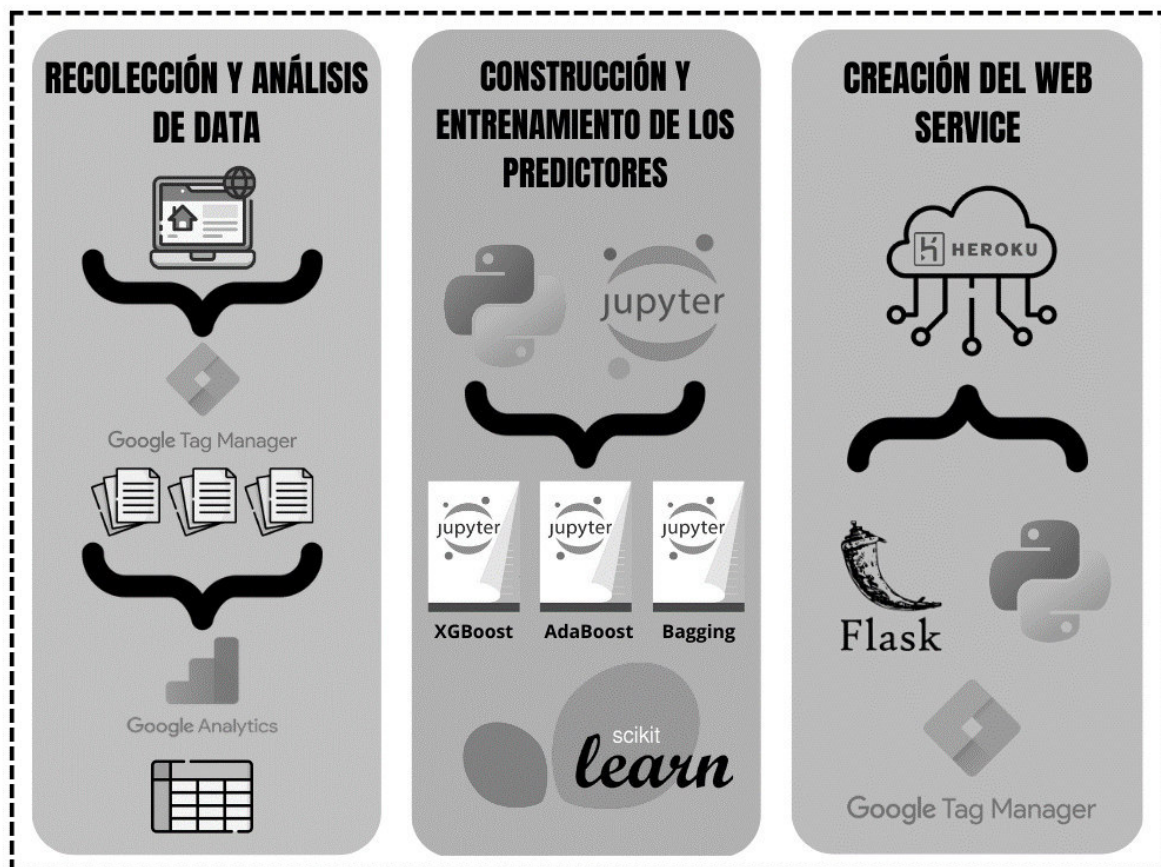 RECOLECCIÓN Y ANÁLISIS
DE DATA
Google Tag Manager
Google Analytics
CONSTRUCCIÓN Y
ENTRENAMIENTO DE LOS
PREDICTORES
jupyter
jupyter
jupyter
jupyter
XGBoost
AdaBoost
Bagging
scikit
learn
CREACIÓN DEL WEB
SERVICE
HEROKU
Flask
Google Tag Manager